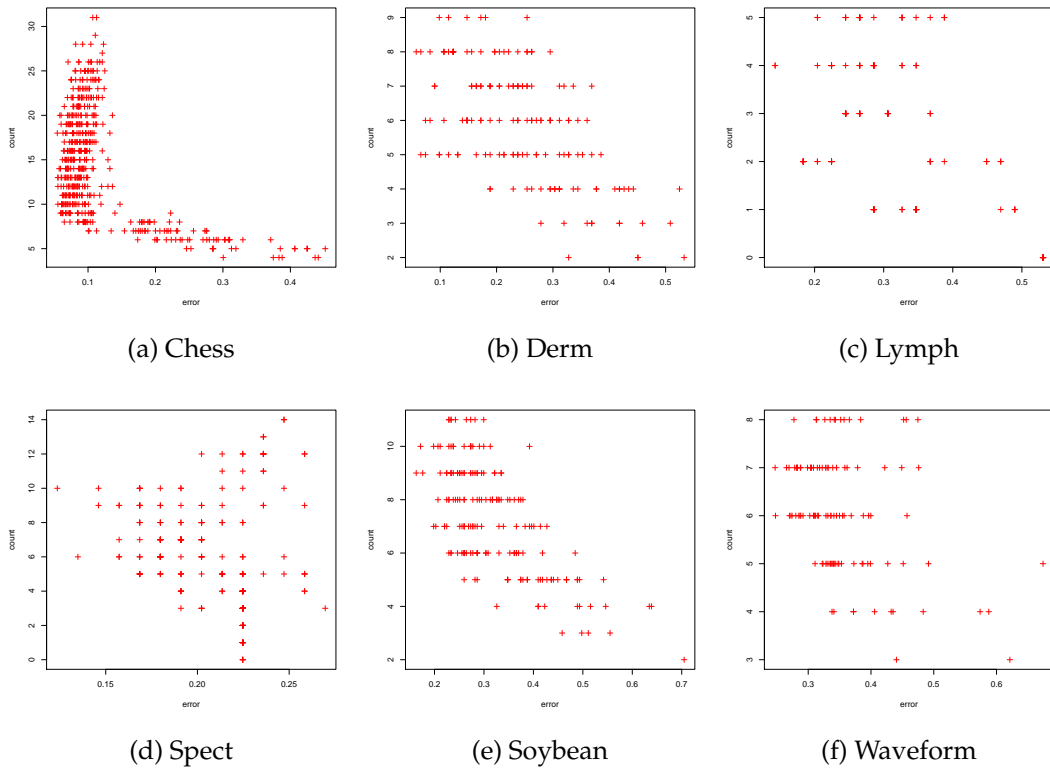 5 10 15 20 25 30
count
0.1 0.2 0.3 0.4
error
(a) Chess
2 3 4 5 6 7 8 9
count
0.1 0.2 0.3 0.4 0.5
error
(b) Derm
0 1 2 3 4 5
count
0.2 0.3 0.4 0.5
error
(c) Lymph
0 2 4 6 8 10 12 14
count
0.15 0.20 0.25
error
(d) Spect
2 4 6 8 10
count
0.2 0.3 0.4 0.5 0.6 0.7
error
(e) Soybean
3 4 5 6 7 8
count
0.3 0.4 0.5 0.6
error
(f) Waveform